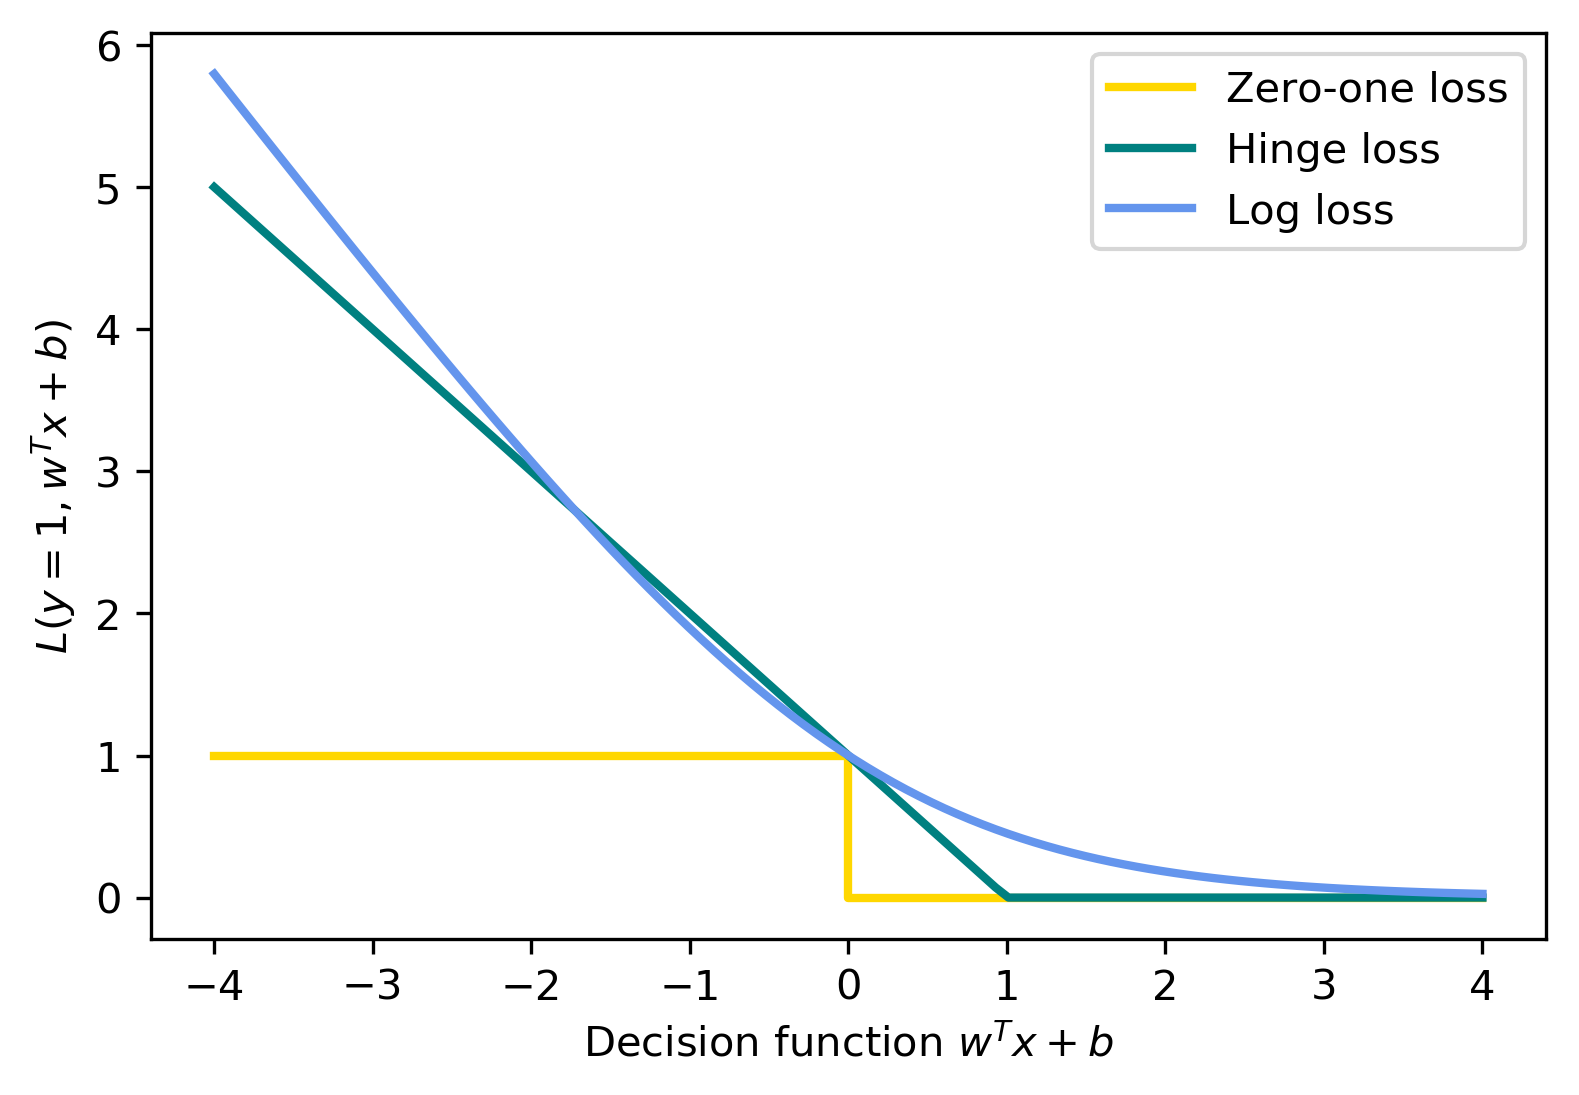 6
5
4
3
2
1
0
L(y = 1, w^T x + b)
Zero-one loss
Hinge loss
Log loss
−4 −3 −2 −1 0 1 2 3 4
Decision function w^T x + b